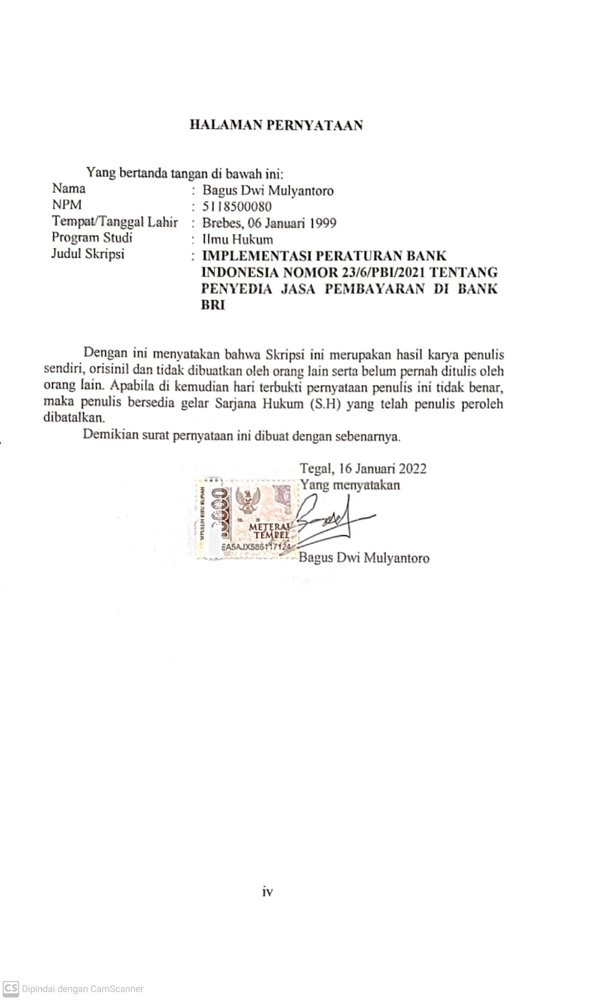 HALAMAN PERNYATAAN
Yang bertanda tangan di bawah ini:
Nama : Bagus Dwi Mulyantoro
NPM : 5118500080
Tempat/Tanggal Lahir : Brebes, 06 Januari 1999
Program Studi : Ilmu Hukum
Judul Skripsi : IMPLEMENTASI PERATURAN BANK
INDONESIA NOMOR 23/6/PBI/2021 TENTANG
PENYEDIA JASA PEMBAYARAN DI BANK
BRI
Dengan ini menyatakan bahwa Skripsi ini merupakan hasil karya penulis
sendiri, orisinil dan tidak dibuatkan oleh orang lain serta belum pernah ditulis oleh
orang lain. Apabila di kemudian hari terbukti pernyataan penulis ini tidak benar,
maka penulis bersedia gelar Sarjana Hukum (S.H) yang telah penulis peroleh
dibatalkan.
Demikian surat pernyataan ini dibuat dengan sebenarnya.
Tegal, 16 Januari 2022
Yang menyatakan
SEPULUH RIBU RUPIAH
10000
METERAI
TEMPEL
EA5AJX586117124
Bagus Dwi Mulyantoro
iv
CS Dipindai dengan CamScanner